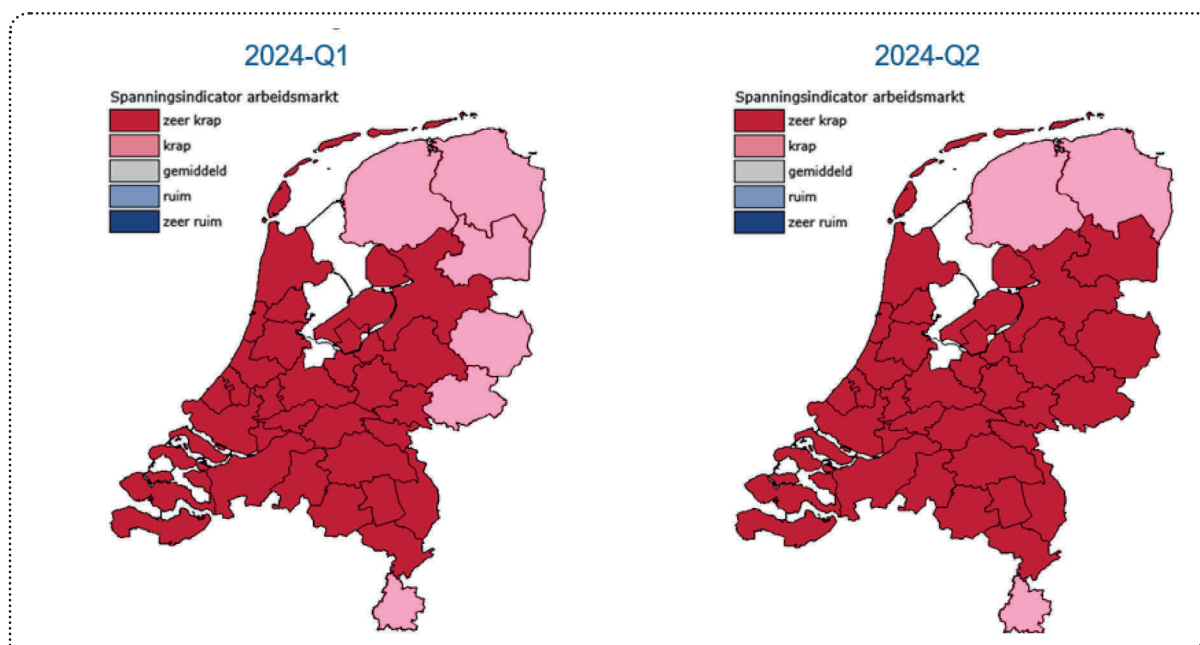 2024-Q1
Spanningsindicator arbeidsmarkt
zeer krap
krap
gemiddeld
ruim
zeer ruim
2024-Q2
Spanningsindicator arbeidsmarkt
zeer krap
krap
gemiddeld
ruim
zeer ruim